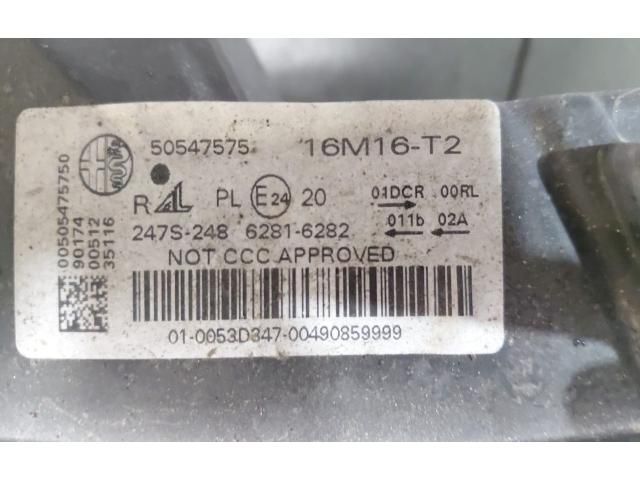 50547575 16M16-T2
R AL PL E24 20 01DCR 00RL
011b 02A
247S-248 6281-6282
NOT CCC APPROVED
01-0053D347-00490859999
00505475750
90174
00512
35116